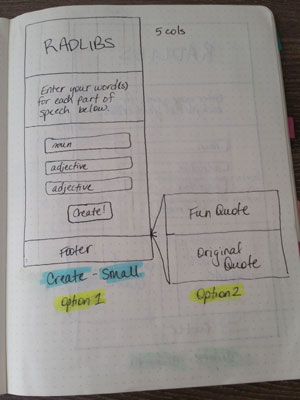 RADLIBS
5 cols
Enter your word(s)
for each part of
speech below.
noun
adjective
adjective
Create!
Footer
Create - Small
Option 1
Fun Quote
Original
Quote
Option 2